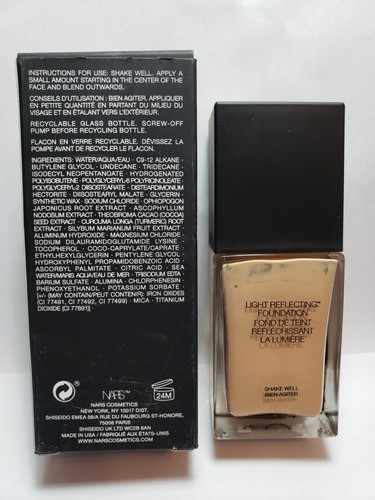 INSTRUCTIONS FOR USE: SHAKE WELL. APPLY A
SMALL AMOUNT STARTING IN THE CENTER OF THE
FACE AND BLEND OUTWARDS.
CONSEILS D'UTILISATION : BIEN AGITER. APPLIQUER
EN PETITE QUANTITÉ EN PARTANT DU MILIEU DU
VISAGE ET EN ÉTIRANT VERS L'EXTÉRIEUR.
RECYCLABLE GLASS BOTTLE. SCREW-OFF
PUMP BEFORE RECYCLING BOTTLE.
FLACON EN VERRE RECYCLABLE. DÉVISSEZ LA
POMPE AVANT DE RECYCLER LE FLACON.
INGREDIENTS: WATER/AQUA/EAU · C9-12 ALKANE ·
BUTYLENE GLYCOL · UNDECANE · TRIDECANE ·
ISODECYL NEOPENTANOATE · HYDROGENATED
POLYISOBUTENE · POLYGLYCERYL-6 POLYRICINOLEATE ·
POLYGLYCERYL-2 DIISOSTEARATE · DISTEARDIMONIUM
HECTORITE · DIISOSTEARYL MALATE · GLYCERIN ·
SYNTHETIC WAX · SODIUM CHLORIDE · OPHIOPOGON
JAPONICUS ROOT EXTRACT · ASCOPHYLLUM
NODOSUM EXTRACT · THEOBROMA CACAO (COCOA)
SEED EXTRACT · CURCUMA LONGA (TURMERIC) ROOT
EXTRACT · SILYBUM MARIANUM FRUIT EXTRACT ·
ALUMINUM HYDROXIDE · MAGNESIUM CHLORIDE ·
SODIUM DILAURAMIDOGLUTAMIDE LYSINE ·
TOCOPHEROL · COCO-CAPRYLATE/CAPRATE ·
ETHYLHEXYLGLYCERIN · PENTYLENE GLYCOL ·
HYDROXYPHENYL PROPAMIDOBENZOIC ACID ·
ASCORBYL PALMITATE · CITRIC ACID · SEA
WATER/MARIS AQUA/EAU DE MER · TRISODIUM EDTA ·
BARIUM SULFATE · ALUMINA · CHLORPHENESIN ·
PHENOXYETHANOL · POTASSIUM SORBATE ·
[+/- (MAY CONTAIN/PEUT CONTENIR): IRON OXIDES
(CI 77491, CI 77492, CI 77499) · MICA · TITANIUM
DIOXIDE (CI 77891)] ·
24M
NARS™
NARS COSMETICS
NEW YORK, NY 10017 DIST.
SHISEIDO EMEA 56/A RUE DU FAUBOURG ST-HONORE,
75008 PARIS
SHISEIDO UK LTD WC2B 6AN
MADE IN USA / FABRIQUÉ AUX ÉTATS-UNIS
WWW.NARSCOSMETICS.COM
LIGHT REFLECTING™
FOUNDATION
FOND DE TEINT
RÉFLÉCHISSANT
LA LUMIÈRE™
SHAKE WELL
BIEN AGITER